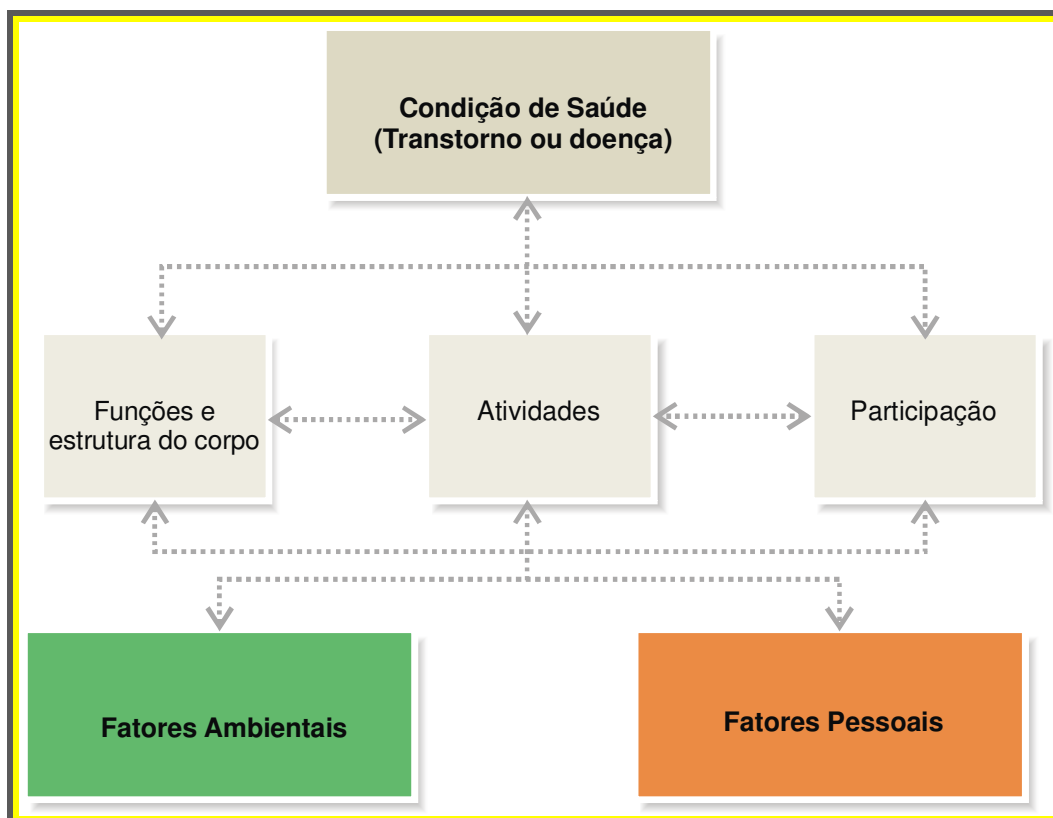 Condição de Saúde
(Transtorno ou doença)
Funções e
estrutura do corpo
Atividades
Participação
Fatores Ambientais
Fatores Pessoais